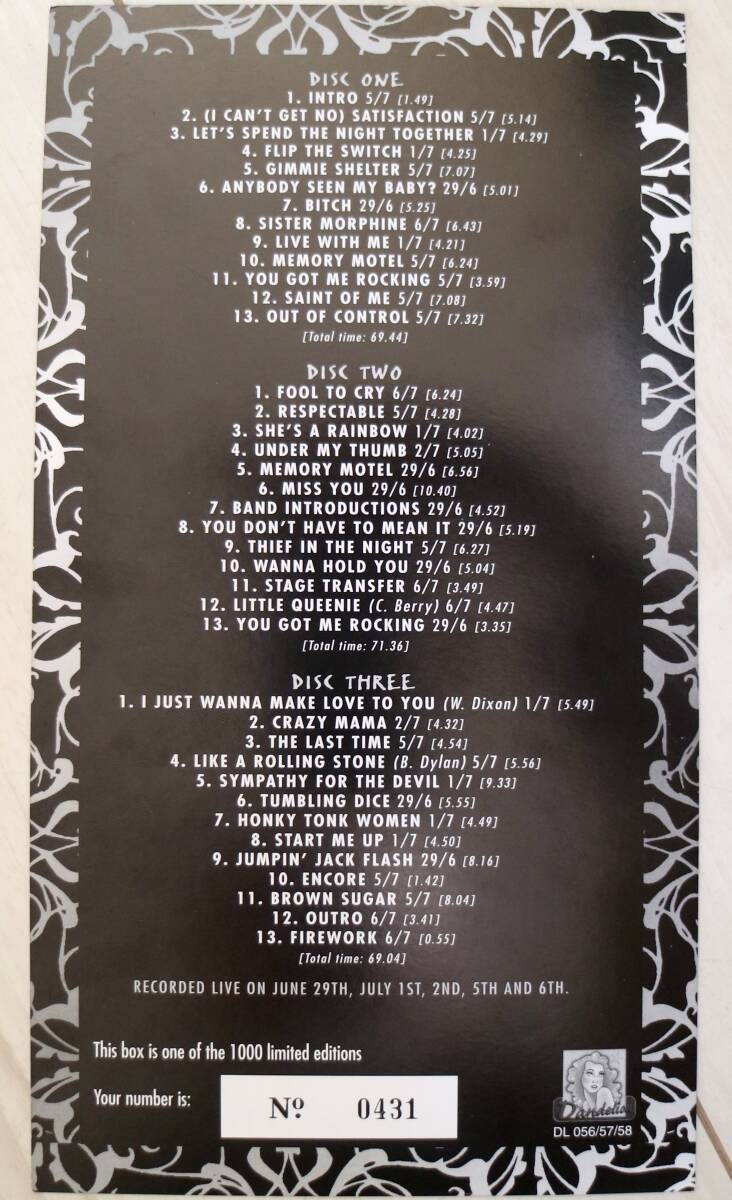 DISC ONE
1. INTRO 5/7 [1.49]
2. (I CAN'T GET NO) SATISFACTION 5/7 [5.14]
3. LET'S SPEND THE NIGHT TOGETHER 1/7 [4.29]
4. FLIP THE SWITCH 1/7 [4.25]
5. GIMMIE SHELTER 5/7 [7.07]
6. ANYBODY SEEN MY BABY? 29/6 [5.01]
7. BITCH 29/6 [5.25]
8. SISTER MORPHINE 6/7 [6.43]
9. LIVE WITH ME 1/7 [4.21]
10. MEMORY MOTEL 5/7 [6.24]
11. YOU GOT ME ROCKING 5/7 [3.59]
12. SAINT OF ME 5/7 [7.08]
13. OUT OF CONTROL 5/7 [7.32]
[Total time: 69.44]
DISC TWO
1. FOOL TO CRY 6/7 [6.24]
2. RESPECTABLE 5/7 [4.28]
3. SHE'S A RAINBOW 1/7 [4.02]
4. UNDER MY THUMB 2/7 [5.05]
5. MEMORY MOTEL 29/6 [6.56]
6. MISS YOU 29/6 [10.40]
7. BAND INTRODUCTIONS 29/6 [4.52]
8. YOU DON'T HAVE TO MEAN IT 29/6 [5.19]
9. THIEF IN THE NIGHT 5/7 [6.27]
10. WANNA HOLD YOU 29/6 [5.04]
11. STAGE TRANSFER 6/7 [3.49]
12. LITTLE QUEENIE (C. Berry) 6/7 [4.47]
13. YOU GOT ME ROCKING 29/6 [3.35]
[Total time: 71.36]
DISC THREE
1. I JUST WANNA MAKE LOVE TO YOU (W. Dixon) 1/7 [5.49]
2. CRAZY MAMA 2/7 [4.32]
3. THE LAST TIME 5/7 [4.54]
4. LIKE A ROLLING STONE (B. Dylan) 5/7 [5.56]
5. SYMPATHY FOR THE DEVIL 1/7 [9.33]
6. TUMBLING DICE 29/6 [5.55]
7. HONKY TONK WOMEN 1/7 [4.49]
8. START ME UP 1/7 [4.50]
9. JUMPIN' JACK FLASH 29/6 [8.16]
10. ENCORE 5/7 [1.42]
11. BROWN SUGAR 5/7 [8.04]
12. OUTRO 6/7 [3.41]
13. FIREWORK 6/7 [0.55]
[Total time: 69.04]
RECORDED LIVE ON JUNE 29TH, JULY 1ST, 2ND, 5TH AND 6TH.
This box is one of the 1000 limited editions
Your number is:
Nº 0431
Dandelion
DL 056/57/58